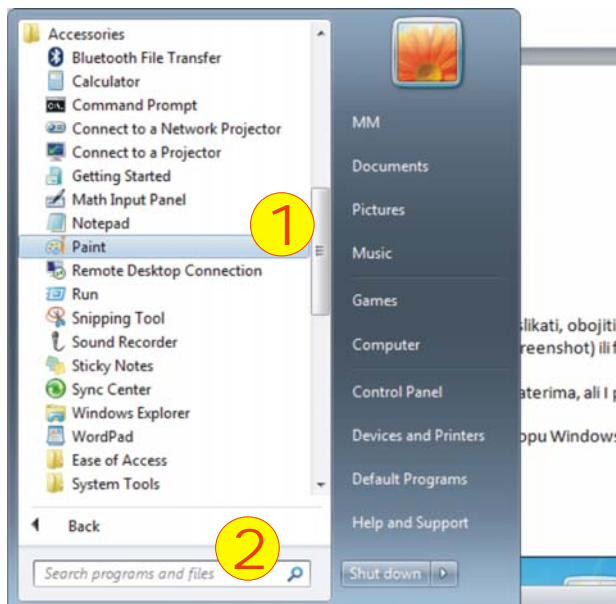 Accessories
Bluetooth File Transfer
Calculator
Command Prompt
Connect to a Network Projector
Connect to a Projector
Getting Started
Math Input Panel
Notepad
Paint
Remote Desktop Connection
Run
Snipping Tool
Sound Recorder
Sticky Notes
Sync Center
Windows Explorer
WordPad
Ease of Access
System Tools
Back
Search programs and files
1
2
MM
Documents
Pictures
Music
Games
Computer
Control Panel
Devices and Printers
Default Programs
Help and Support
Shut down
slikati, obojiti
reenshot) ili f
aterima, ali I p
opu Windows